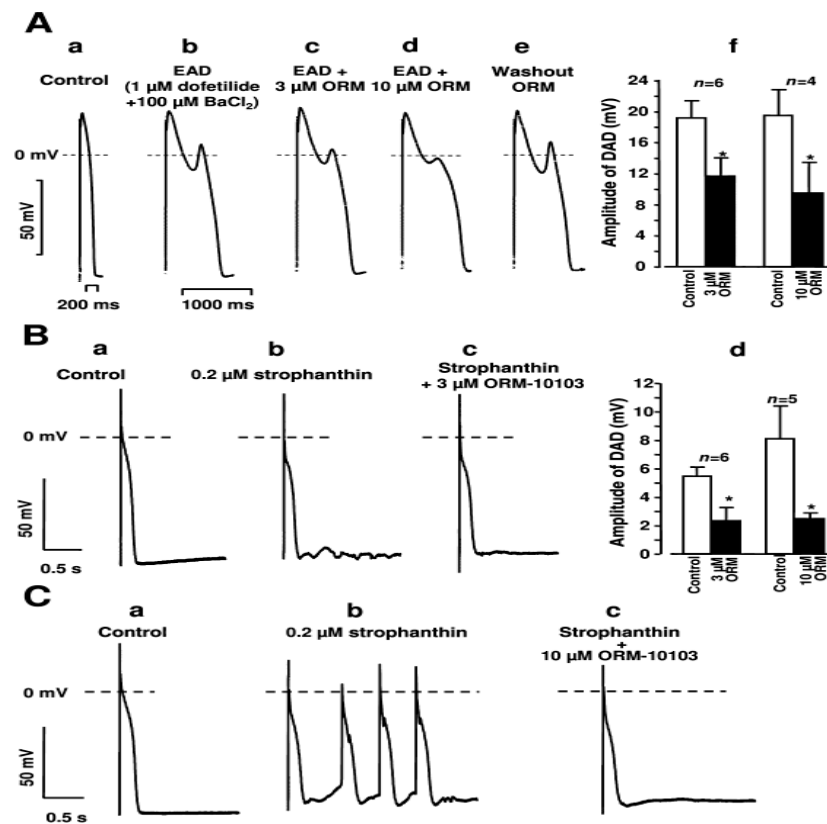 A
a
Control
b
EAD
(1 µM dofetilide
+100 µM BaCl₂)
c
EAD +
3 µM ORM
d
EAD +
10 µM ORM
e
Washout
ORM
0 mV
50 mV
200 ms
1000 ms
f
Amplitude of DAD (mV)
24
20
16
12
8
4
0
n=6
n=4
*
*
Control
3 µM
ORM
Control
10 µM
ORM
B
a
Control
b
0.2 µM strophanthin
c
Strophanthin
+ 3 µM ORM-10103
0 mV
50 mV
0.5 s
d
Amplitude of DAD (mV)
12
10
8
6
4
2
0
n=6
n=5
*
*
Control
3 µM
ORM
Control
10 µM
ORM
C
a
Control
b
0.2 µM strophanthin
c
Strophanthin
+
10 µM ORM-10103
0 mV
50 mV
0.5 s